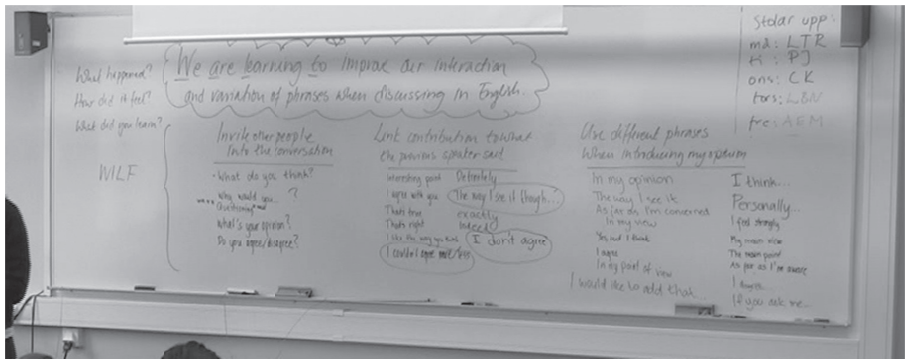 What happened?
How did it feel?
What did you learn?
WILF
We are learning to improve our interaction
and variation of phrases when discussing in English.
Invite other people
into the conversation
- What do you think?
Why would you... ?
What's your opinion?
Do you agree/disagree?
Link contribution to what
the previous speaker said
Interesting point Definitely
I agree with you The way I see it though...
That's true exactly
That's right Indeed
I like the way you think I don't agree
I couldn't agree more/less
Use different phrases
when introducing my opinion
In my opinion
The way I see it
As far as I'm concerned
In my view
Yes but I think
I agree
In my point of view
I would like to add that...
I think...
Personally...
I feel strongly
My main view
The main point
As far as I'm aware
I
If you ask me...
Stolar upp:
må: LTR
ti: PJ
ons: CK
tors: LBN
fre: AEM